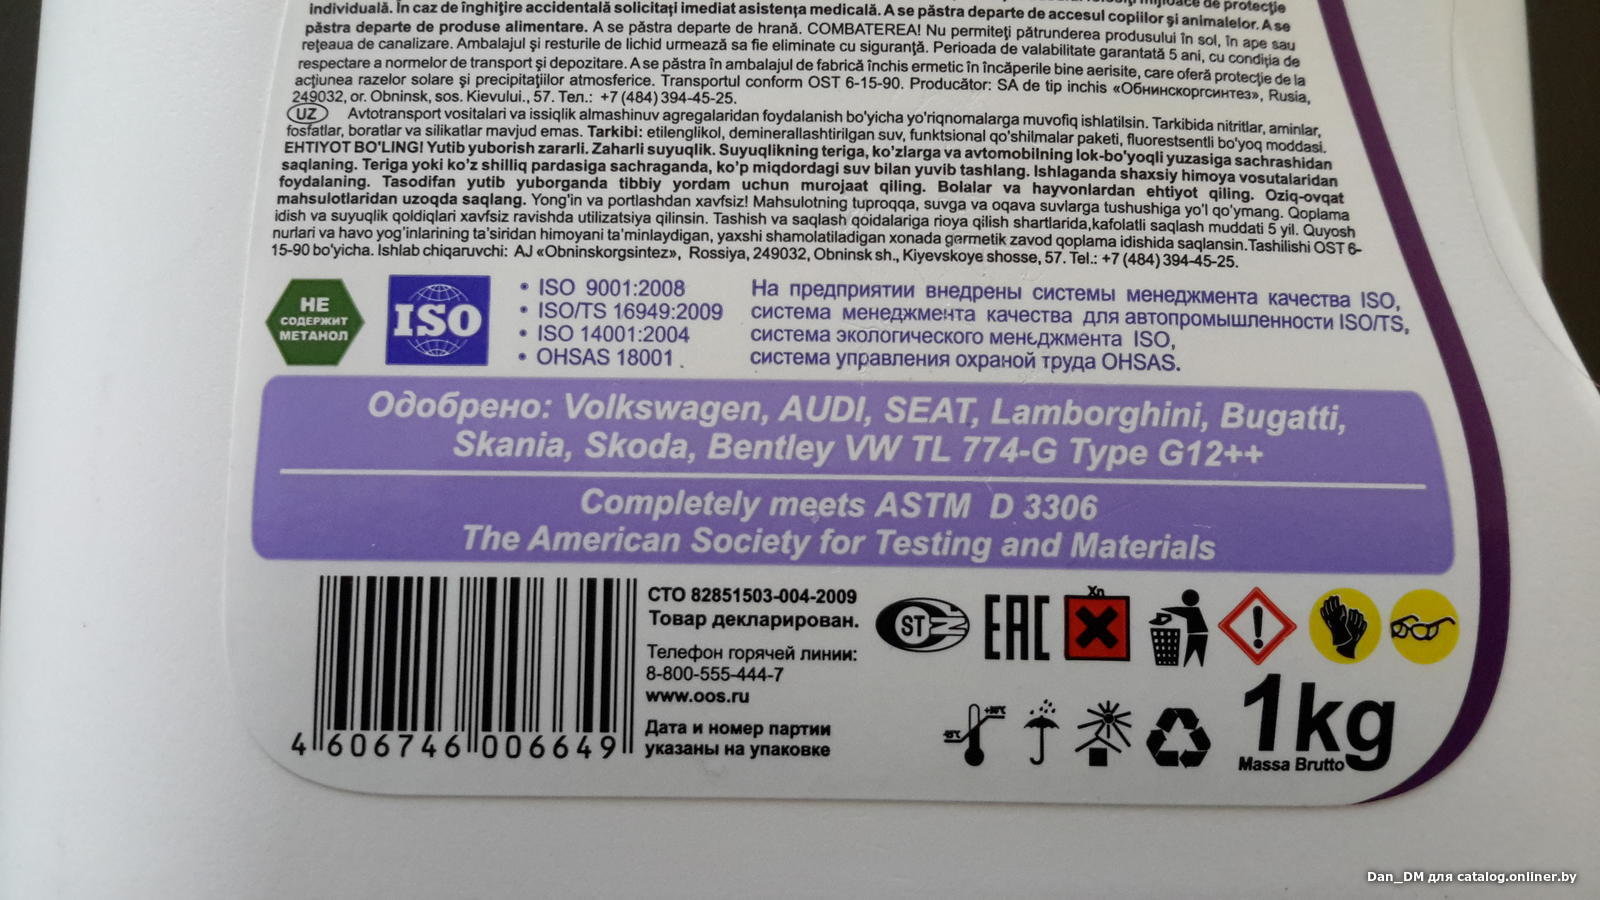 individuală. În caz de înghițire accidentală solicitați imediat asistența medicală. A se păstra departe de accesul copiilor și animalelor. A se
păstra departe de produse alimentare. A se păstra departe de hrană. COMBATEREA! Nu permiteți pătrunderea produsului în sol, în ape sau
rețeaua de canalizare. Ambalajul și resturile de lichid urmează sa fie eliminate cu siguranță. Perioada de valabilitate garantată 5 ani, cu condiția de
respectare a normelor de transport și depozitare. A se păstra în ambalajul de fabrică închis ermetic în încăperile bine aerisite, care oferă protecție de la
acțiunea razelor solare și precipitațiilor atmosferice. Transportul conform OST 6-15-90. Producător: SA de tip inchis «Обнинскоргсинтез», Rusia,
249032, or. Obninsk, sos. Kievului., 57. Тел.: +7 (484) 394-45-25.
UZ Avtotransport vositalari va issiqlik almashinuv agregalaridan foydalanish bo'yicha yo'riqnomalarga muvofiq ishlatilsin. Tarkibida nitritlar, aminlar,
fosfatlar, boratlar va silikatlar mavjud emas. Tarkibi: etilenglikol, demineralⅼashtirilgan suv, funktsional qo'shilmalar paketi, fluorestsentli bo'yoq moddasi.
EHTIYOT BO'LING! Yutib yuborish zararli. Zaharli suyuqlik. Suyuqlikning teriga, ko'zlarga va avtomobilning lok-bo'yoqli yuzasiga sachrashidan
saqlaning. Teriga yoki ko'z shilliq pardasiga sachraganda, ko'p miqdordagi suv bilan yuvib tashlang. Ishlaganda shaxsiy himoya vosutalaridan
foydalaning. Tasodifan yutib yuborganda tibbiy yordam uchun murojaat qiling. Bolalar va hayvonlardan ehtiyot qiling. Oziq-ovqat
mahsulotlaridan uzoqda saqlang. Yong'in va portlashdan xavfsiz! Mahsulotning tuproqqa, suvga va oqava suvlarga tushushiga yo'l qo'ymang. Qoplama
idish va suyuqlik qoldiqlari xavfsiz ravishda utilizatsiya qilinsin. Tashish va saqlash qoidalariga rioya qilish shartlarida,kafolatli saqlash muddati 5 yil. Quyosh
nurlari va havo yog'inlarining ta'siridan himoyani ta'minlaydigan, yaxshi shamolatiladigan xonada germetik zavod qoplama idishida saqlansin.Tashilishi OST 6-
15-90 bo'yicha. Ishlab chiqaruvchi: AJ «Obninskorgsintez», Rossiya, 249032, Obninsk sh., Kiyevskoye shosse, 57. Tel.: +7 (484) 394-45-25.
НЕ
СОДЕРЖИТ
МЕТАНОЛ
ISO
• ISO 9001:2008
• ISO/TS 16949:2009
• ISO 14001:2004
• OHSAS 18001 .
На предприятии внедрены системы менеджмента качества ISO,
система менеджмента качества для автопромышленности ISO/TS,
система экологического менеджмента ISO,
система управления охраной труда OHSAS.
Одобрено: Volkswagen, AUDI, SEAT, Lamborghini, Bugatti,
Skania, Skoda, Bentley VW TL 774-G Type G12++
Completely meets ASTM D 3306
The American Society for Testing and Materials
СТО 82851503-004-2009
Товар декларирован.
Телефон горячей линии:
8-800-555-444-7
www.oos.ru
Дата и номер партии
указаны на упаковке
4 606746 006649
ST
EAC
Xn
1kg
Massa Brutto
Dan_DM для catalog.onliner.by